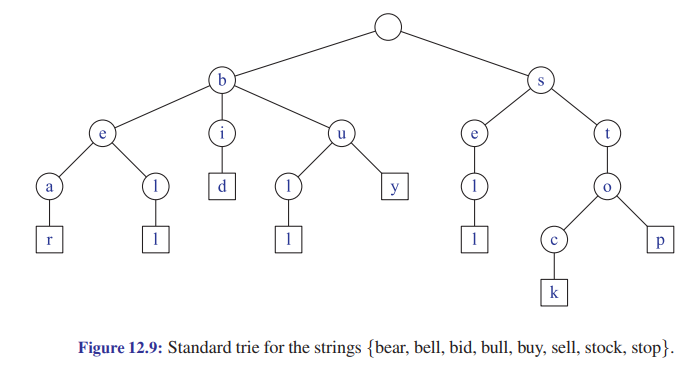 b s
e i u e t
a l d l y l o
r l l l c p
k
Figure 12.9: Standard trie for the strings {bear, bell, bid, bull, buy, sell, stock, stop}.